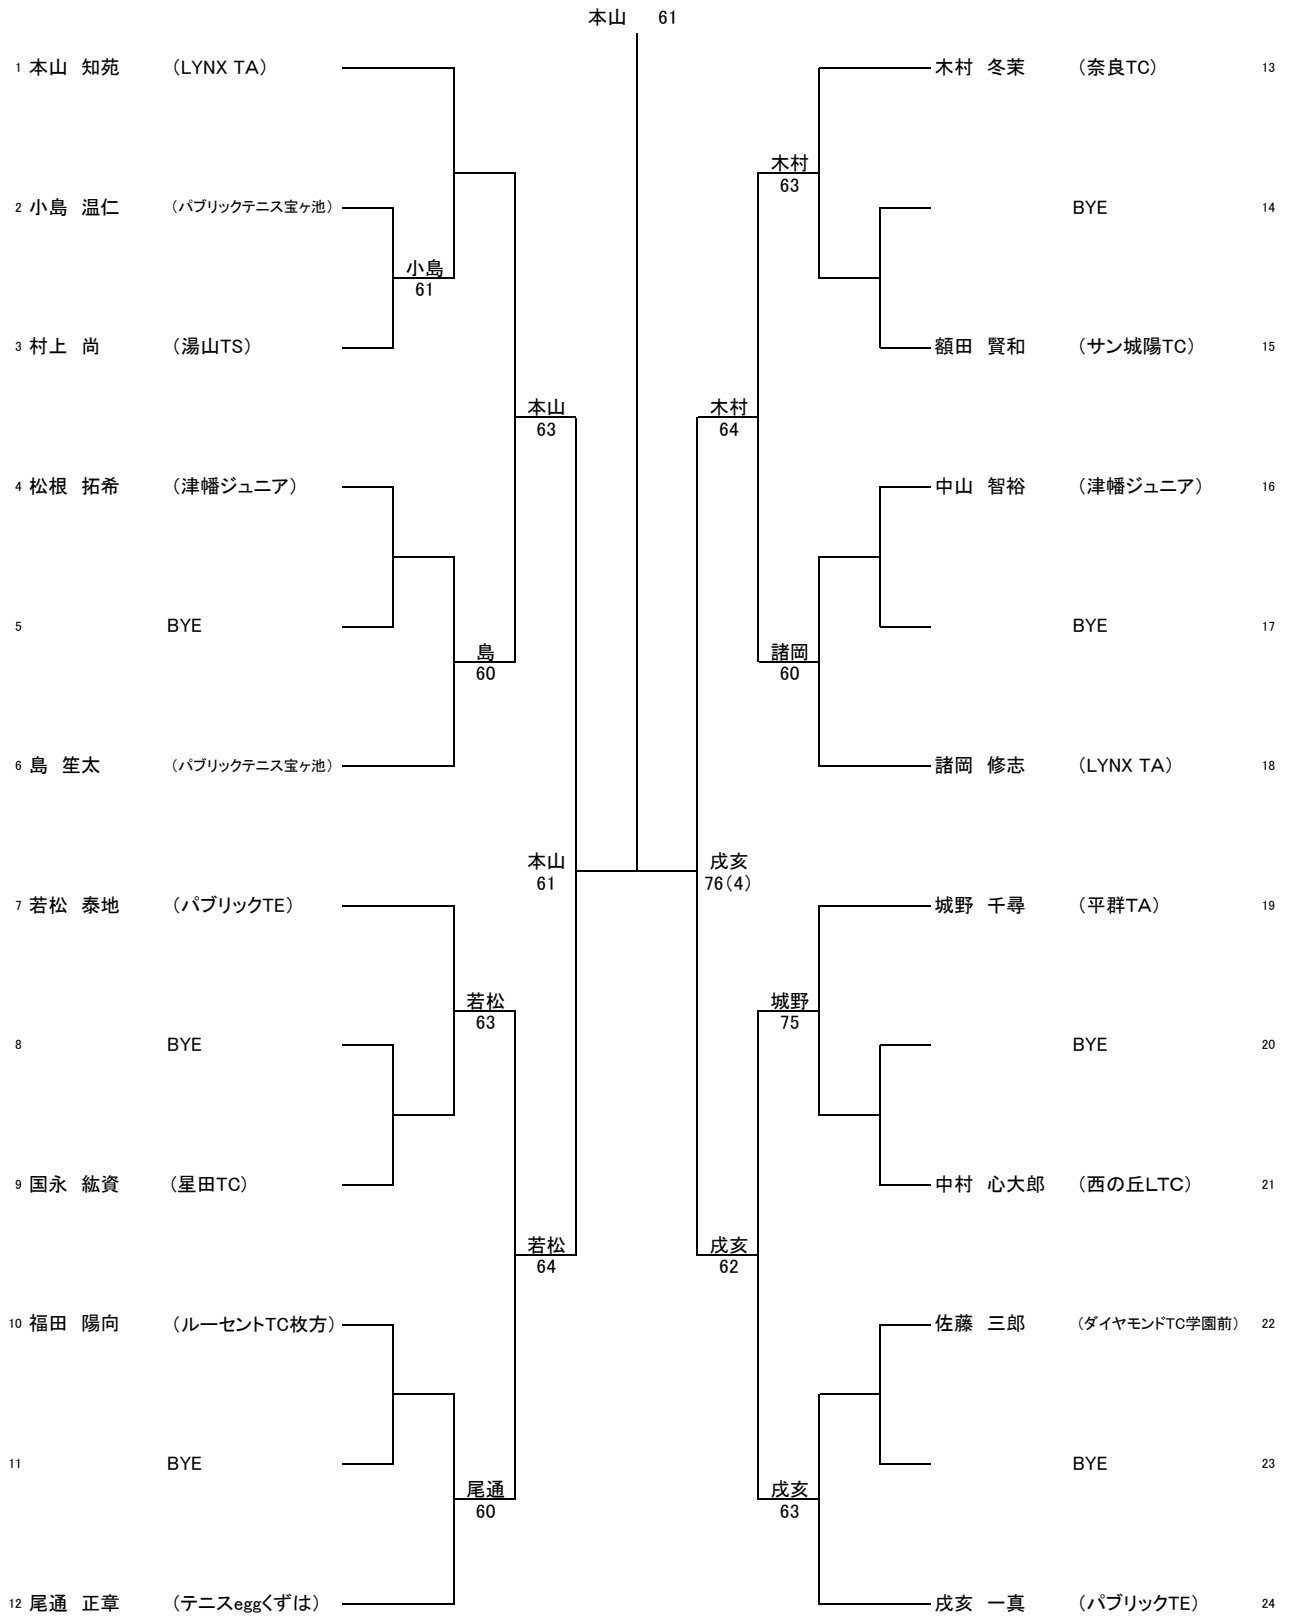 本山 61
1 本山 知苑 （LYNX TA）
2 小島 温仁 （パブリックテニス宝ヶ池）
小島
61
3 村上 尚 （湯山TS）
本山
63
4 松根 拓希 （津幡ジュニア）
5 BYE
島
60
6 島 笙太 （パブリックテニス宝ヶ池）
本山
61
7 若松 泰地 （パブリックTE）
若松
63
8 BYE
9 国永 紘資 （星田TC）
若松
64
10 福田 陽向 （ルーセントTC枚方）
11 BYE
尾通
60
12 尾通 正章 （テニスeggくずは）
木村 冬茉 （奈良TC） 13
木村
63
BYE 14
額田 賢和 （サン城陽TC） 15
木村
64
中山 智裕 （津幡ジュニア） 16
BYE 17
諸岡
60
諸岡 修志 （LYNX TA） 18
戌亥
76（4）
城野 千尋 （平群TA） 19
城野
75
BYE 20
中村 心大郎 （西の丘LTC） 21
戌亥
62
佐藤 三郎 （ダイヤモンドTC学園前） 22
BYE 23
戌亥
63
戌亥 一真 （パブリックTE） 24